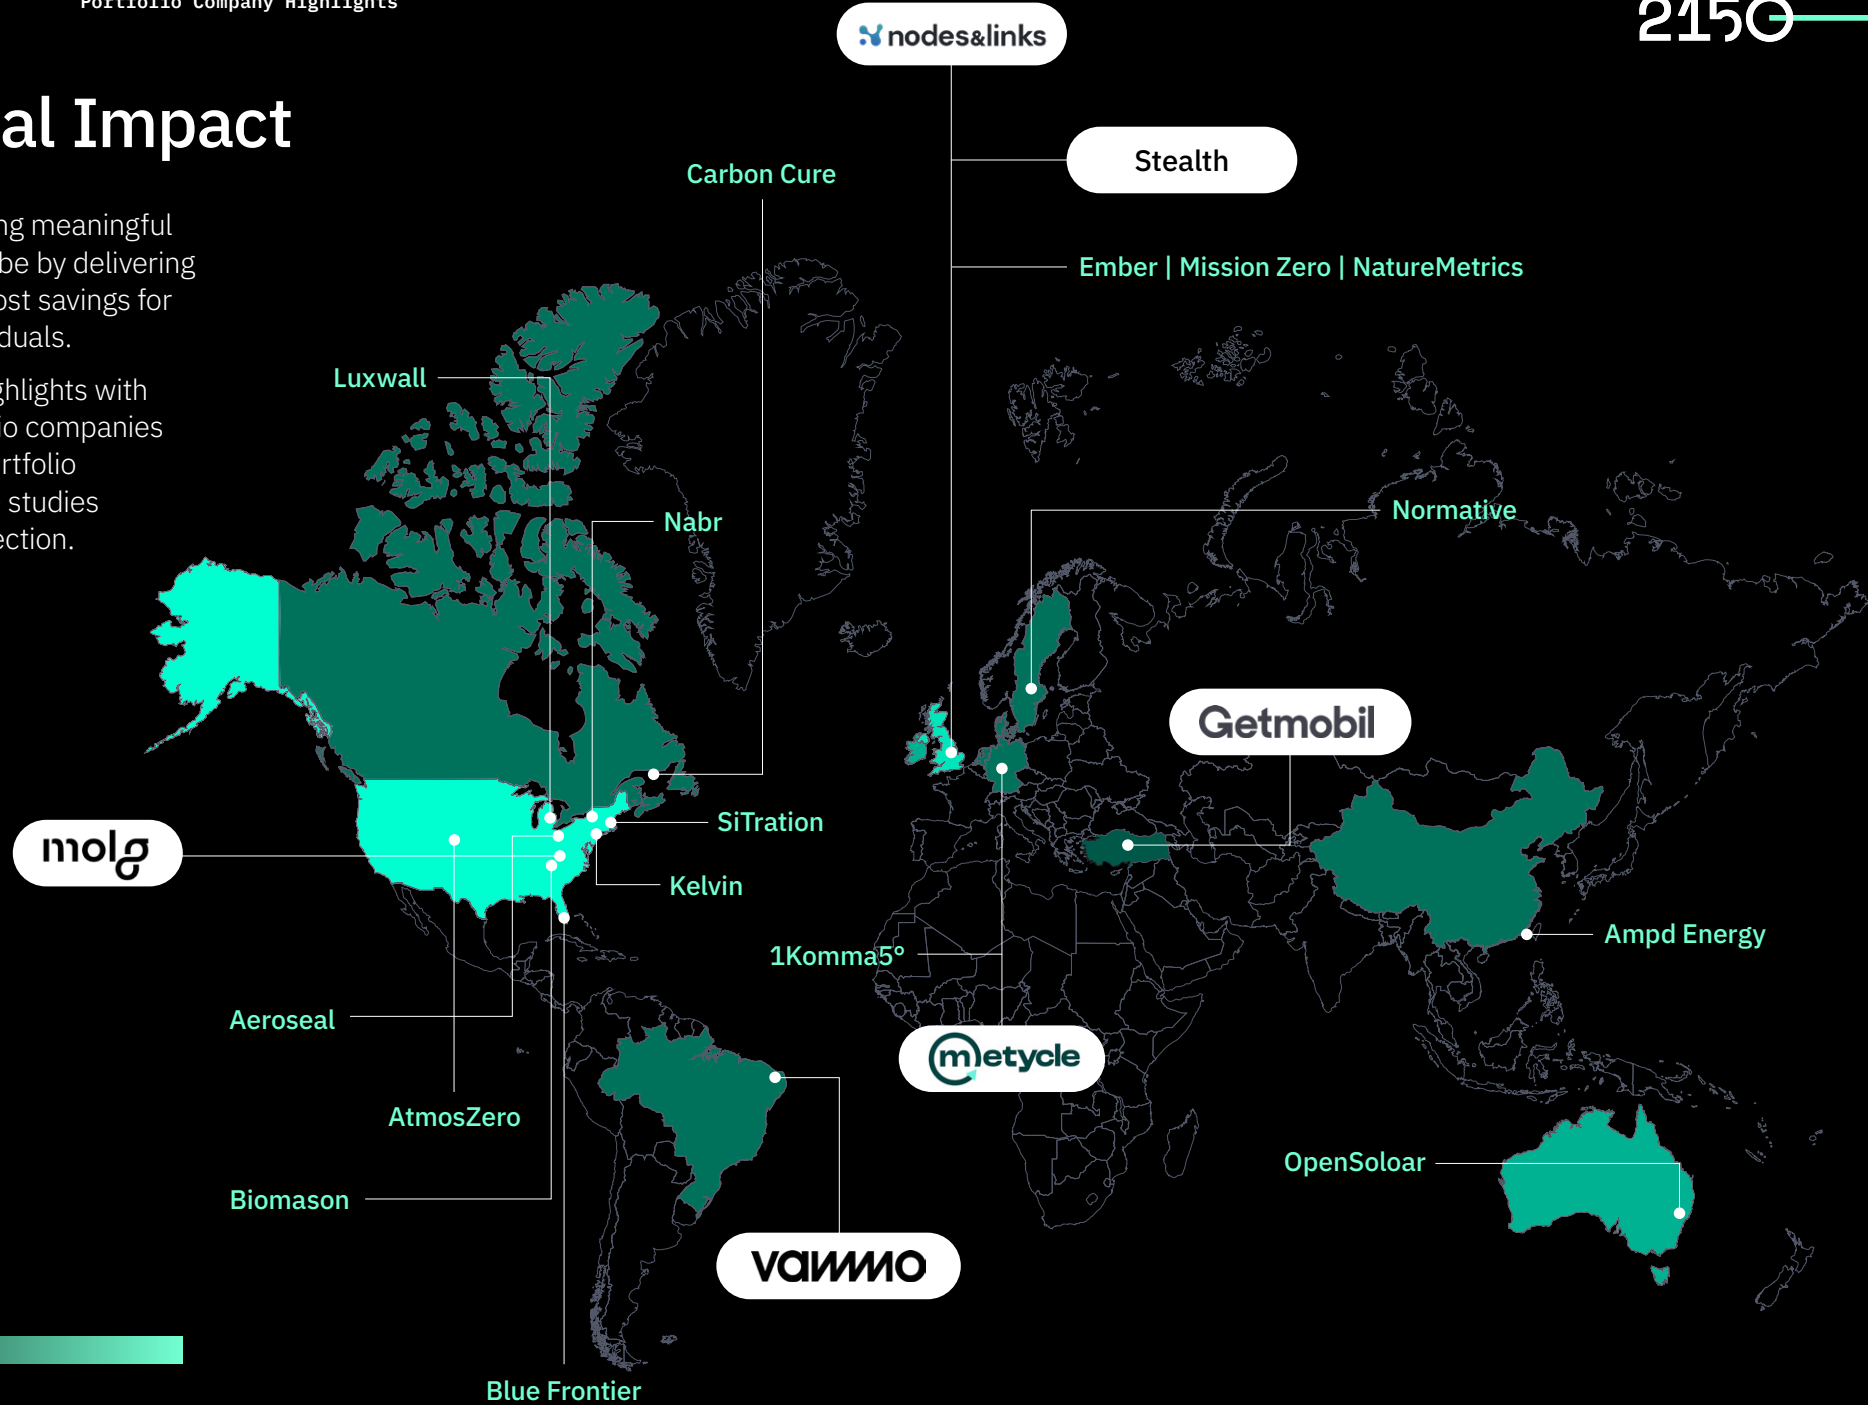 Portfolio Company Highlights
2150
nodes&links
al Impact
Stealth
Carbon Cure
ng meaningful
be by delivering
ost savings for
duals.
Ember | Mission Zero | NatureMetrics
Luxwall
ghlights with
io companies
rtfolio
studies
ection.
Normative
Nabr
Getmobil
molg
SiTration
Kelvin
1Komma5°
Ampd Energy
Aeroseal
metycle
AtmosZero
OpenSoloar
Biomason
vammo
Blue Frontier